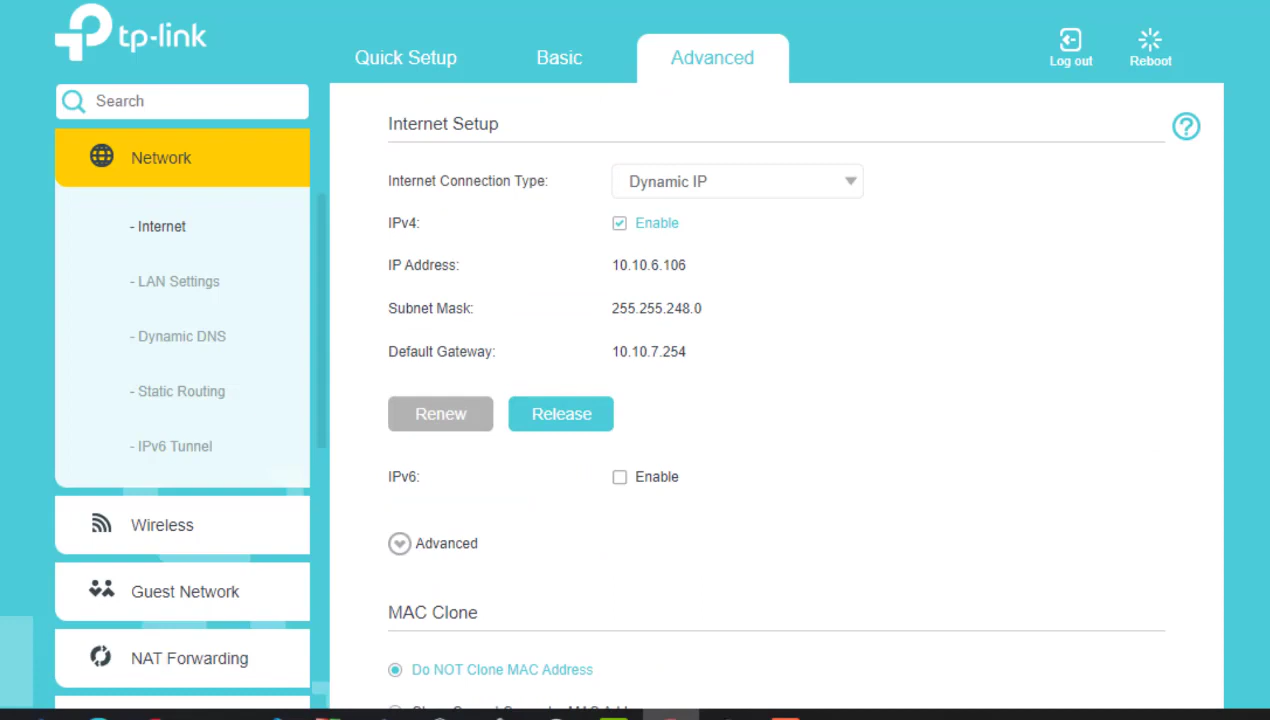 tp-link
Quick Setup
Basic
Advanced
Log out
Reboot
Search
Network
- Internet
- LAN Settings
- Dynamic DNS
- Static Routing
- IPv6 Tunnel
Wireless
Guest Network
NAT Forwarding
Internet Setup
Internet Connection Type: Dynamic IP
IPv4: Enable
IP Address: 10.10.6.106
Subnet Mask: 255.255.248.0
Default Gateway: 10.10.7.254
Renew Release
IPv6: Enable
Advanced
MAC Clone
Do NOT Clone MAC Address